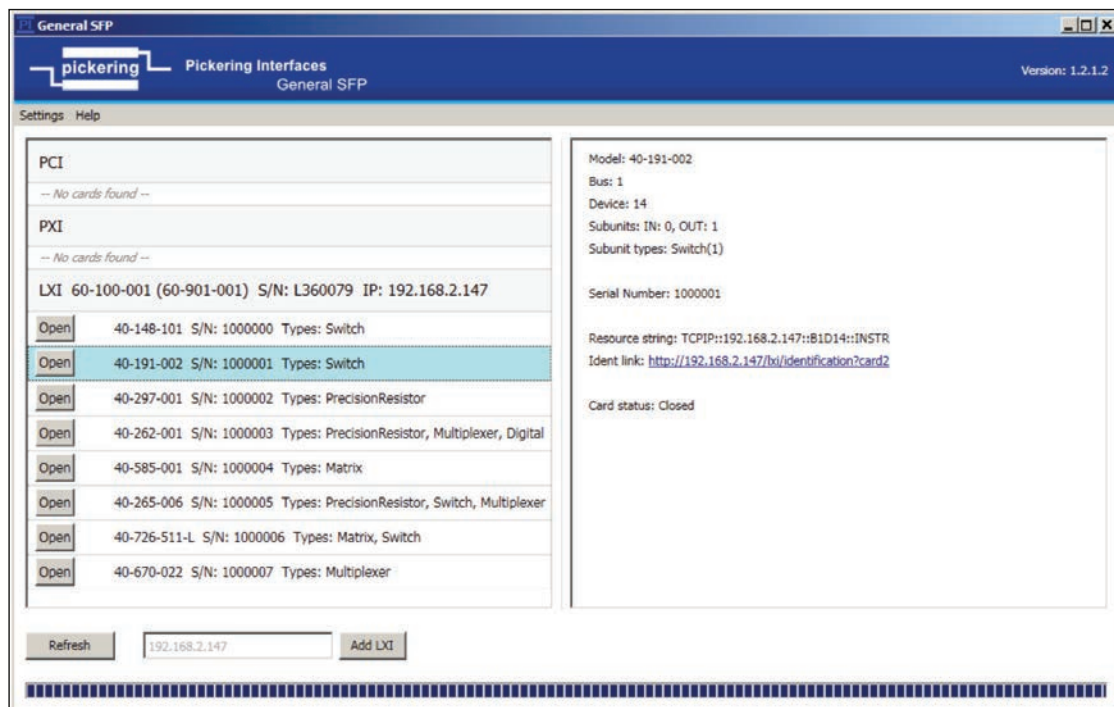 PI General SFP
pickering
Pickering Interfaces
General SFP
Version: 1.2.1.2
Settings Help
PCI
-- No cards found --
PXI
-- No cards found --
LXI 60-100-001 (60-901-001) S/N: L360079 IP: 192.168.2.147
Open 40-148-101 S/N: 1000000 Types: Switch
Open 40-191-002 S/N: 1000001 Types: Switch
Open 40-297-001 S/N: 1000002 Types: PrecisionResistor
Open 40-262-001 S/N: 1000003 Types: PrecisionResistor, Multiplexer, Digital
Open 40-585-001 S/N: 1000004 Types: Matrix
Open 40-265-006 S/N: 1000005 Types: PrecisionResistor, Switch, Multiplexer
Open 40-726-511-L S/N: 1000006 Types: Matrix, Switch
Open 40-670-022 S/N: 1000007 Types: Multiplexer
Model: 40-191-002
Bus: 1
Device: 14
Subunits: IN: 0, OUT: 1
Subunit types: Switch(1)
Serial Number: 1000001
Resource string: TCPIP::192.168.2.147::B1D14::INSTR
Ident link: http://192.168.2.147/lxi/identification?card2
Card status: Closed
Refresh 192.168.2.147 Add LXI